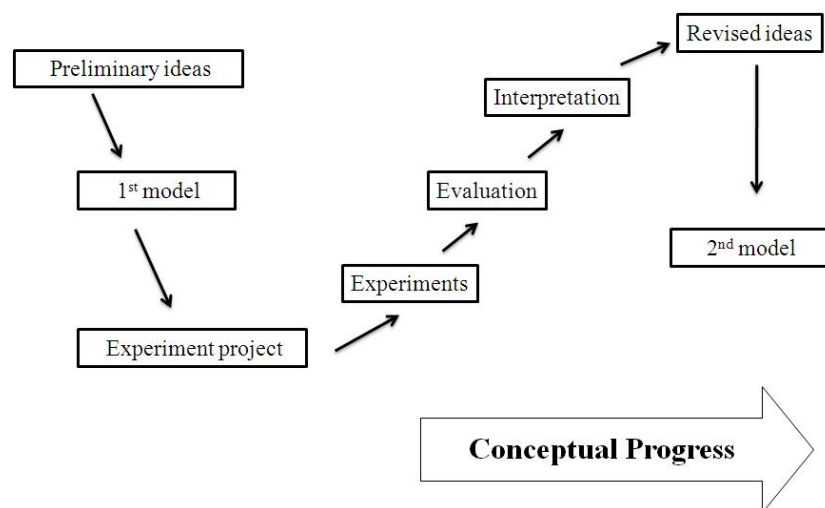 Preliminary ideas
1st model
Experiment project
Experiments
Evaluation
Interpretation
Revised ideas
2nd model
Conceptual Progress